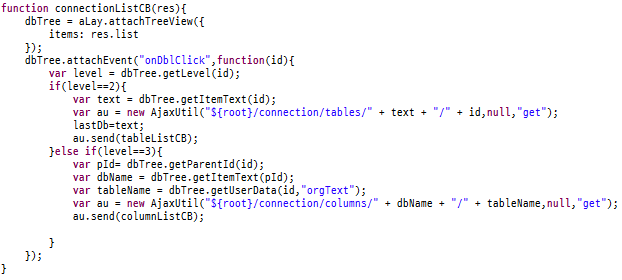 function connectionListCB(res){
    dbTree = aLay.attachTreeView({
        items: res.list
    });
    dbTree.attachEvent("onDblClick",function(id){
        var level = dbTree.getLevel(id);
        if(level==2){
            var text = dbTree.getItemText(id);
            var au = new AjaxUtil("${root}/connection/tables/" + text + "/" + id,null,"get");
            lastDb=text;
            au.send(tableListCB);
        }else if(level==3){
            var pId= dbTree.getParentId(id);
            var dbName = dbTree.getItemText(pId);
            var tableName = dbTree.getUserData(id,"orgText");
            var au = new AjaxUtil("${root}/connection/columns/" + dbName + "/" + tableName,null,"get");
            au.send(columnListCB);

        }
    });
}